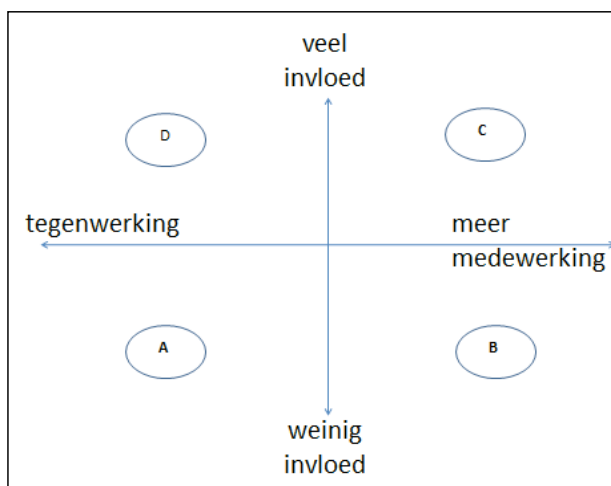 veel
invloed
D
C
tegenwerking
meer
medewerking
A
B
weinig
invloed